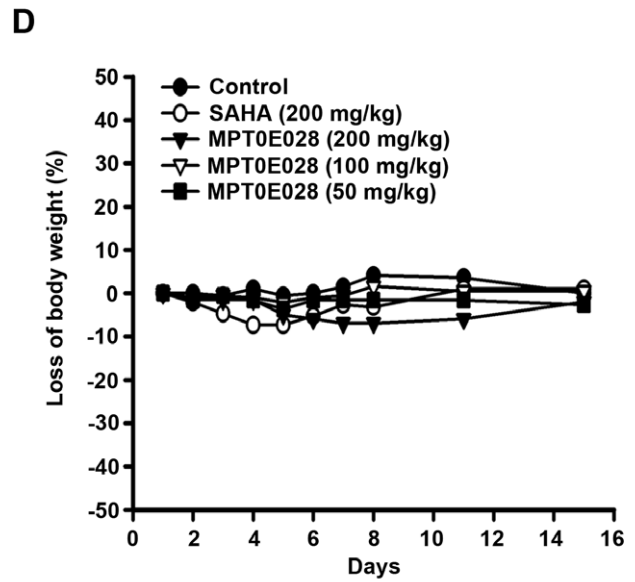 D
Loss of body weight (%)
50
40
30
20
10
0
-10
-20
-30
-40
-50
Control
SAHA (200 mg/kg)
MPT0E028 (200 mg/kg)
MPT0E028 (100 mg/kg)
MPT0E028 (50 mg/kg)
0 2 4 6 8 10 12 14 16
Days